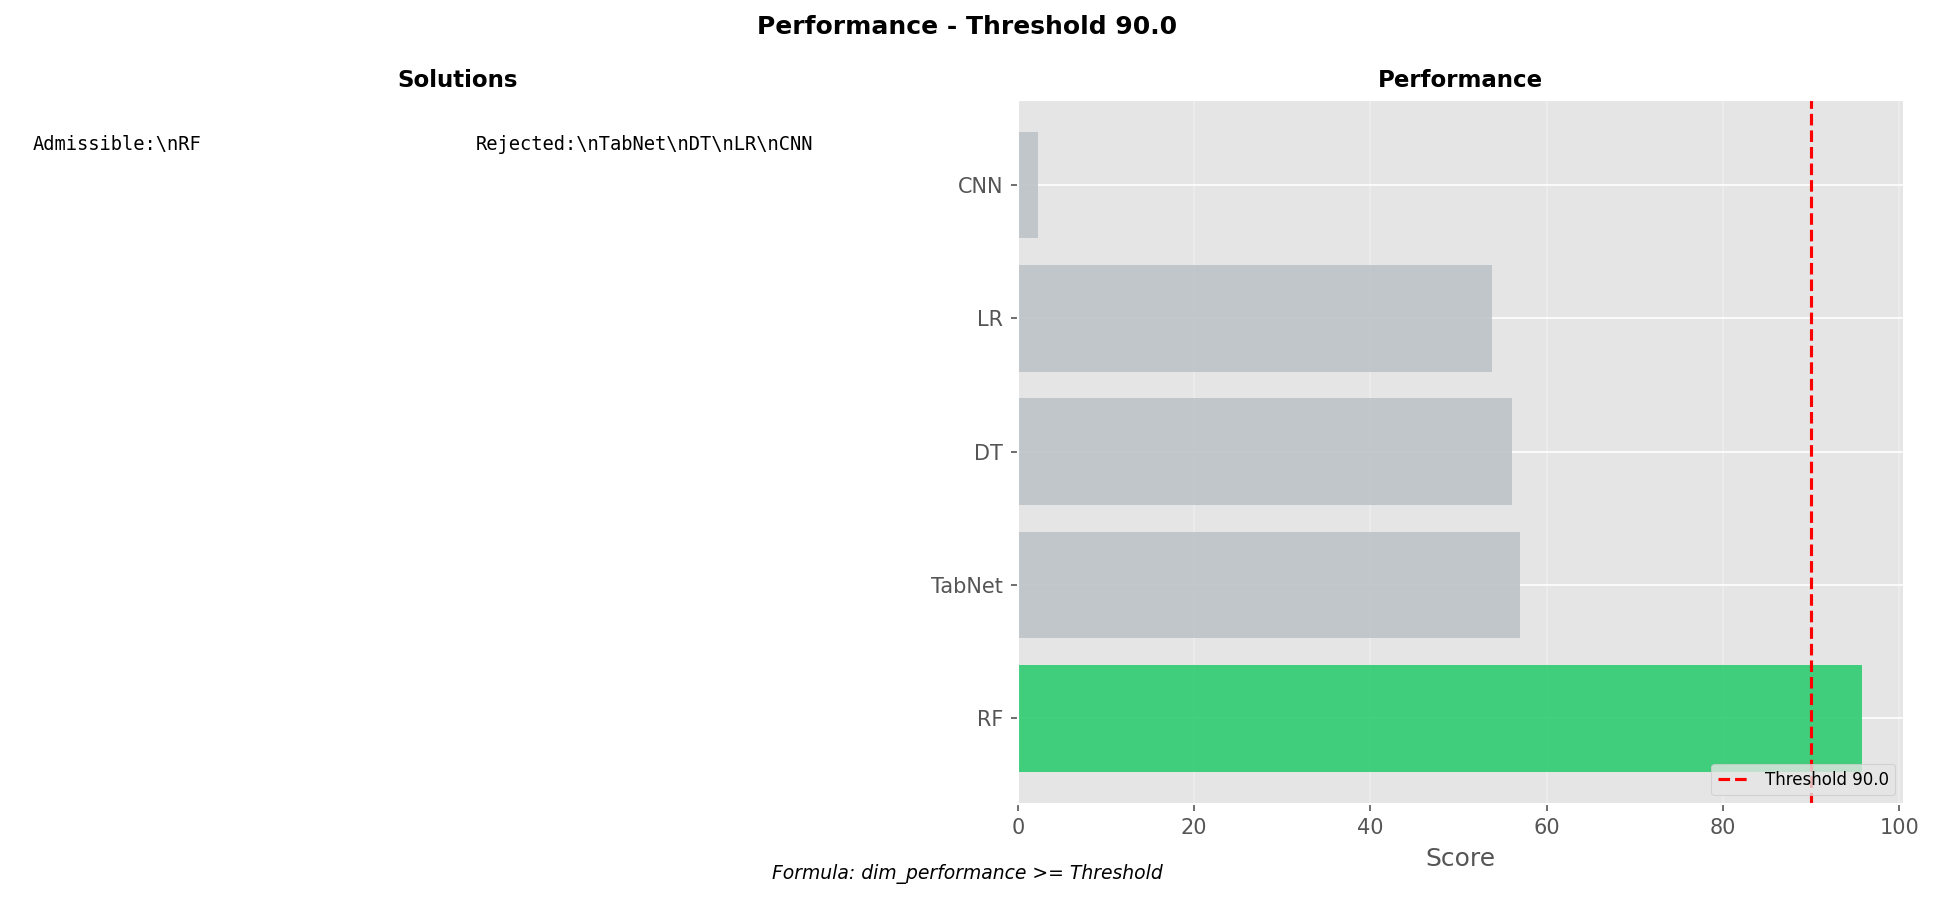 Performance - Threshold 90.0
Solutions
Admissible:\nRF
Rejected:\nTabNet\nDT\nLR\nCNN
Performance
CNN
LR
DT
TabNet
RF
Threshold 90.0
0 20 40 60 80 100
Score
Formula: dim_performance >= Threshold